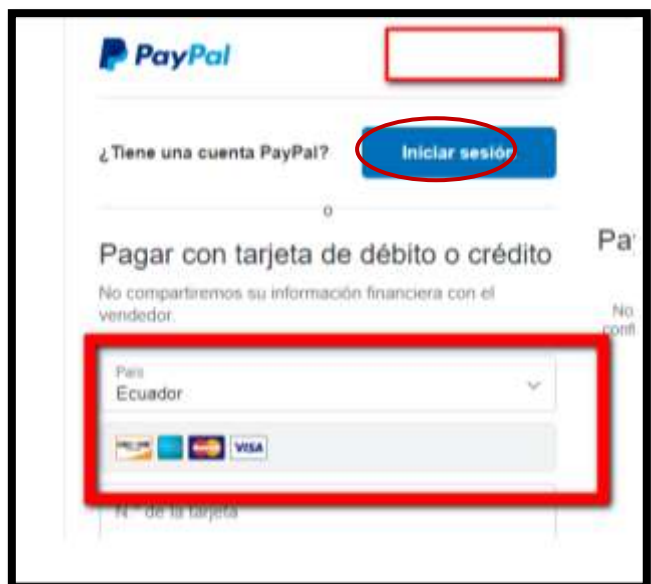 PayPal
¿Tiene una cuenta PayPal?
Iniciar sesión
o
Pagar con tarjeta de débito o crédito
No compartiremos su información financiera con el
vendedor.
País
Ecuador
VISA
N.º de la tarjeta
Pa
No
conf